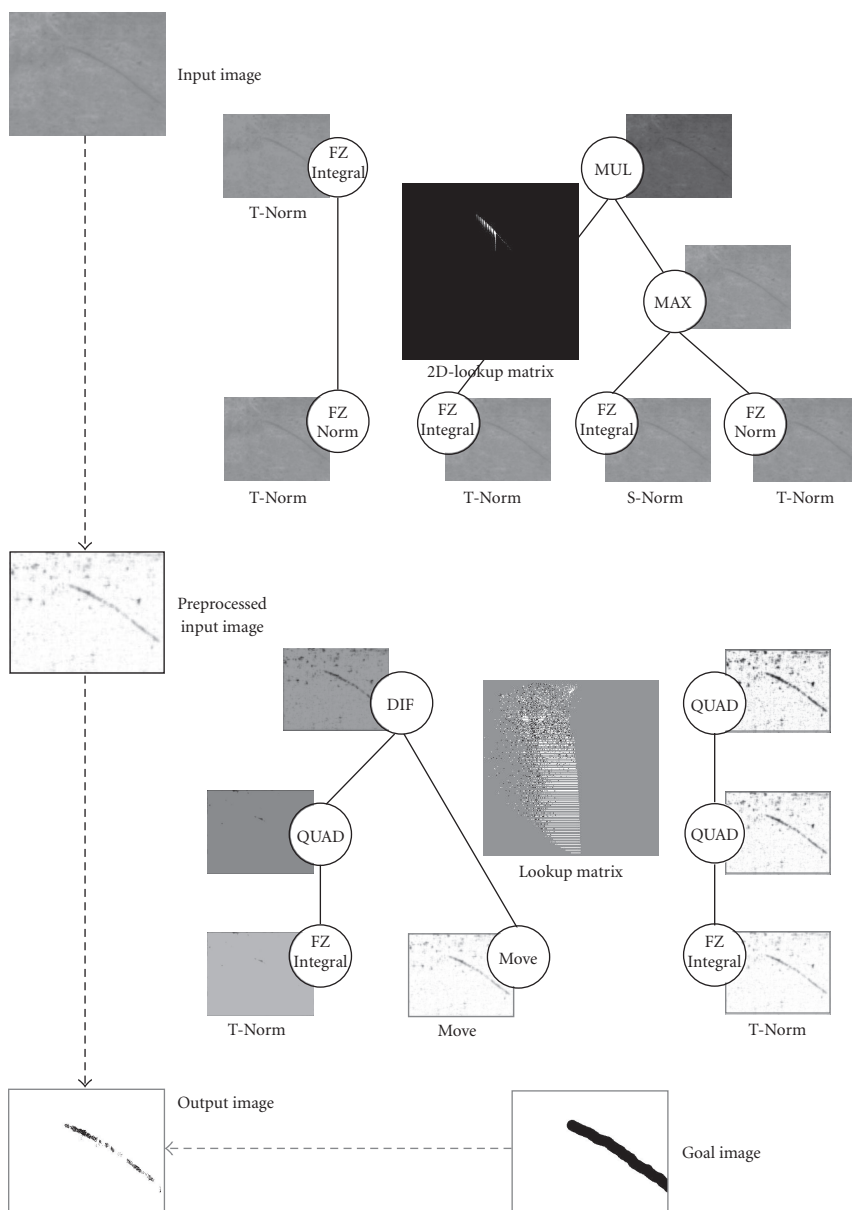 Input image
FZ
Integral
MUL
T-Norm
MAX
2D-lookup matrix
FZ
Norm
FZ
Integral
FZ
Integral
FZ
Norm
T-Norm
T-Norm
S-Norm
T-Norm
Preprocessed
input image
DIF
QUAD
QUAD
QUAD
Lookup matrix
FZ
Integral
Move
FZ
Integral
T-Norm
Move
T-Norm
Output image
Goal image